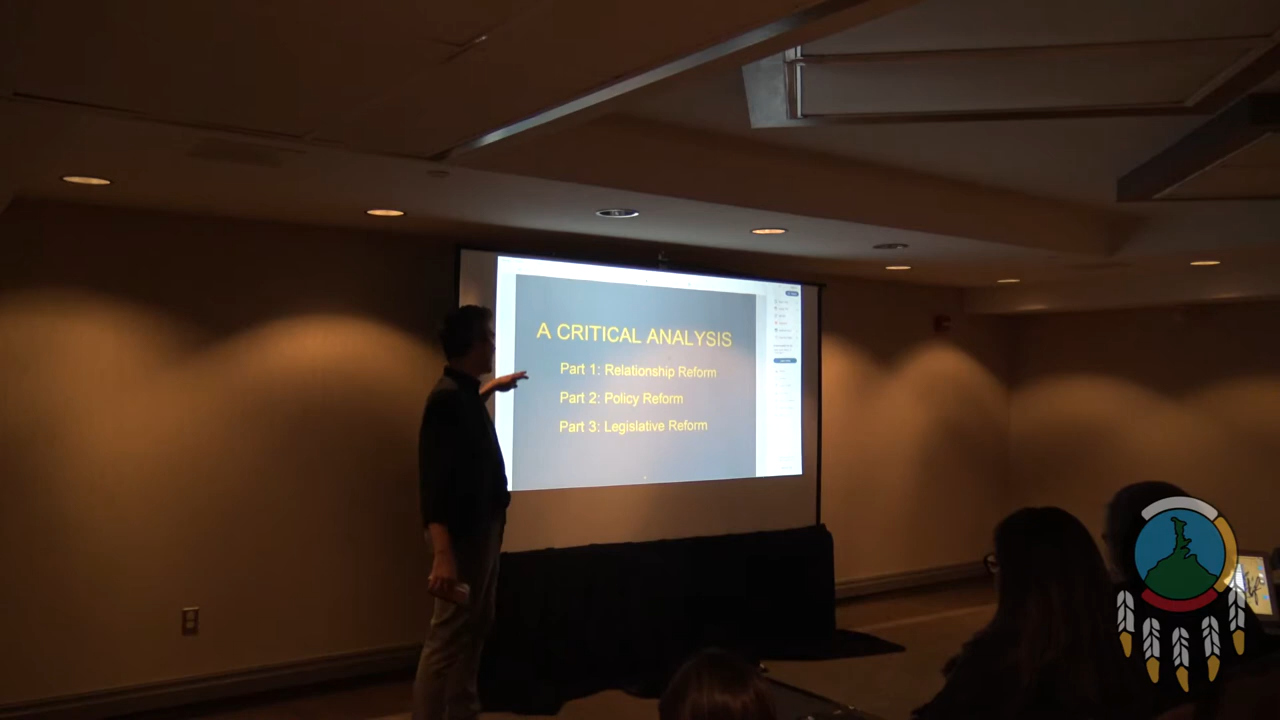 A CRITICAL ANALYSIS
Part 1: Relationship Reform
Part 2: Policy Reform
Part 3: Legislative Reform